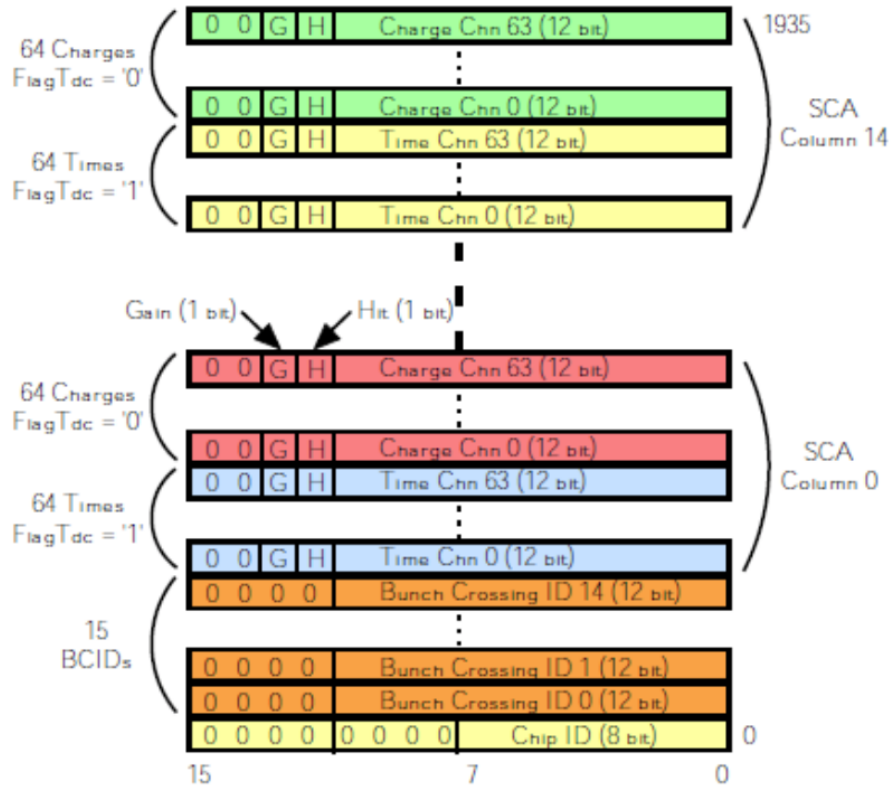 0 0 G H Charge Chn 63 (12 bit) 1935
64 Charges
FlagTdc = '0'
0 0 G H Charge Chn 0 (12 bit)
SCA
Column 14
0 0 G H Time Chn 63 (12 bit)
64 Times
FlagTdc = '1'
0 0 G H Time Chn 0 (12 bit)
Gain (1 bit) Hit (1 bit)
0 0 G H Charge Chn 63 (12 bit)
64 Charges
FlagTdc = '0'
0 0 G H Charge Chn 0 (12 bit)
SCA
Column 0
0 0 G H Time Chn 63 (12 bit)
64 Times
FlagTdc = '1'
0 0 G H Time Chn 0 (12 bit)
0 0 0 0 Bunch Crossing ID 14 (12 bit)
15
BCIDs
0 0 0 0 Bunch Crossing ID 1 (12 bit)
0 0 0 0 Bunch Crossing ID 0 (12 bit)
0 0 0 0 0 0 0 0 Chip ID (8 bit) 0
15 7 0